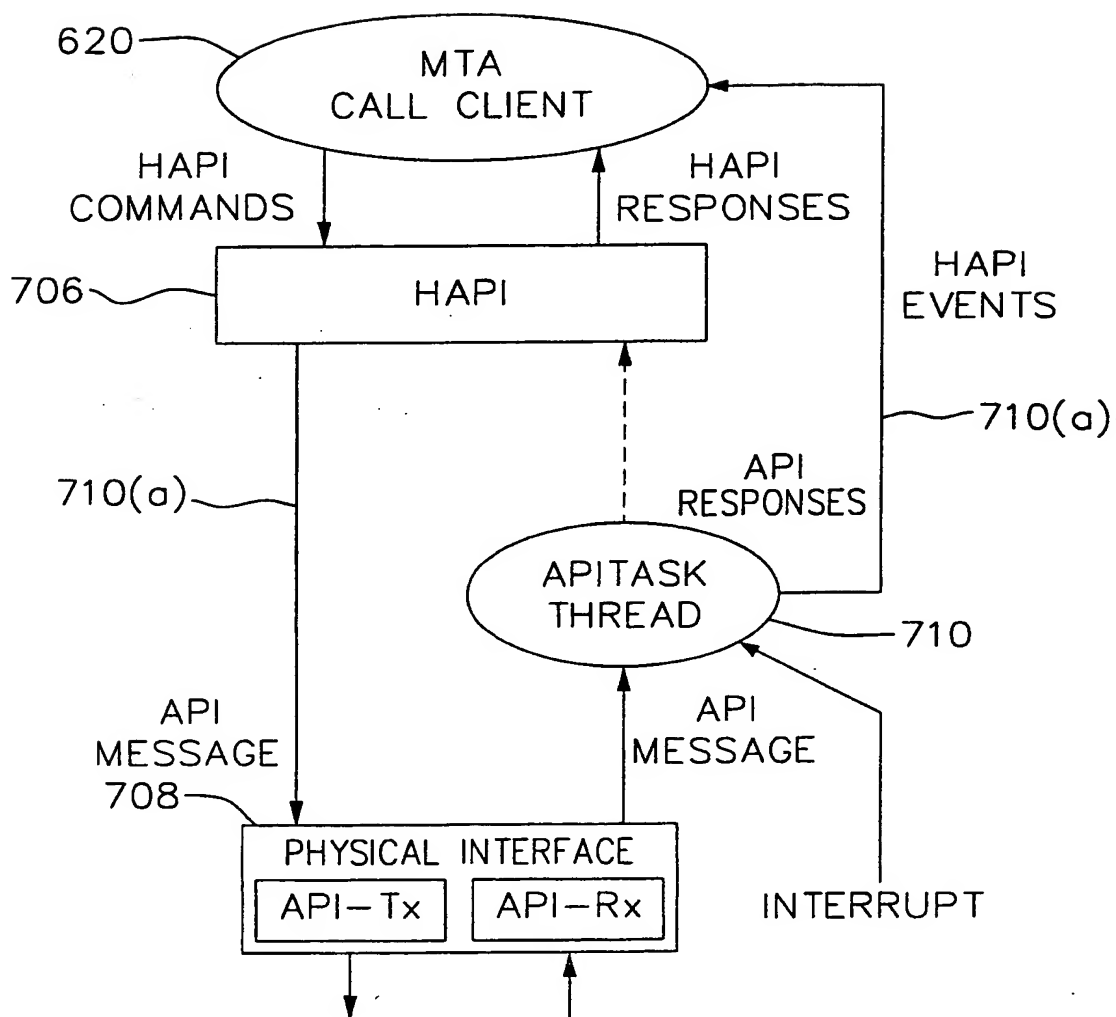 620
MTA
CALL CLIENT
HAPI
COMMANDS
HAPI
RESPONSES
706
HAPI
HAPI
EVENTS
710(a)
710(a)
API
RESPONSES
APITASK
THREAD
710
API
MESSAGE
API
MESSAGE
708
PHYSICAL INTERFACE
API-Tx
API-Rx
INTERRUPT